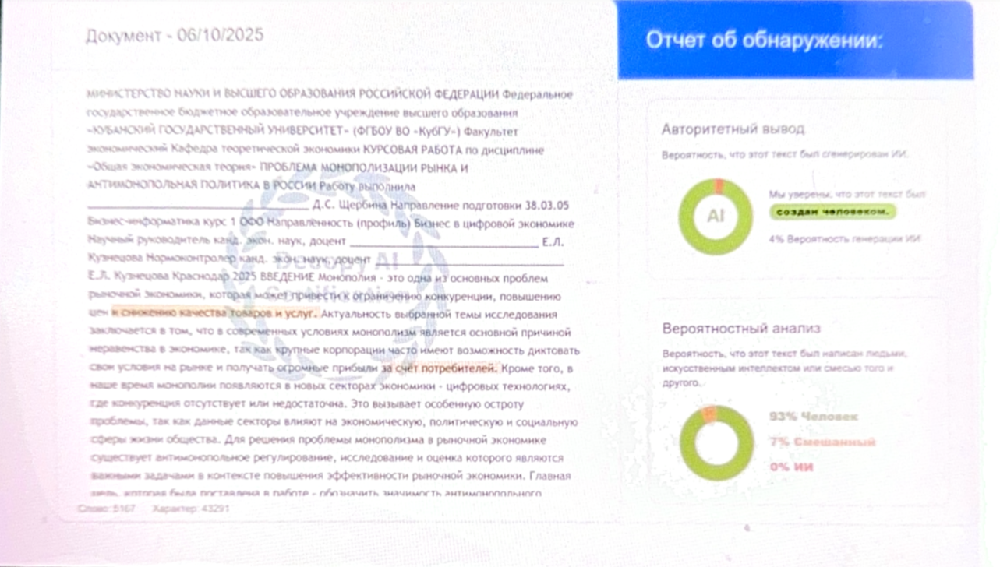 Документ - 06/10/2025
МИНИСТЕРСТВО НАУКИ И ВЫСШЕГО ОБРАЗОВАНИЯ РОССИЙСКОЙ ФЕДЕРАЦИИ Федеральное
государственное бюджетное образовательное учреждение высшего образования
«КУБАНСКИЙ ГОСУДАРСТВЕННЫЙ УНИВЕРСИТЕТ» (ФГБОУ ВО «КубГУ») Факультет
экономический Кафедра теоретической экономики КУРСОВАЯ РАБОТА по дисциплине
«Общая экономическая теория» ПРОБЛЕМА МОНОПОЛИЗАЦИИ РЫНКА И
АНТИМОНОПОЛЬНАЯ ПОЛИТИКА В РОССИИ Работу выполнила
Д.С. Щербина Направление подготовки 38.03.05
Бизнес-информатика курс 1 ОФО Направленность (профиль) Бизнес в цифровой экономике
Научный руководитель канд. экон. наук, доцент Е.Л.
Кузнецова Нормоконтролер канд. экон. наук, доцент
Е.Л. Кузнецова Краснодар 2025 ВВЕДЕНИЕ Монополия - это одна из основных проблем
рыночной экономики, которая может привести к ограничению конкуренции, повышению
цен и снижению качества товаров и услуг. Актуальность выбранной темы исследования
заключается в том, что в современных условиях монополизм является основной причиной
неравенства в экономике, так как крупные корпорации часто имеют возможность диктовать
свои условия на рынке и получать огромные прибыли за счёт потребителей. Кроме того, в
наше время монополии появляются в новых секторах экономики - цифровых технологиях,
где конкуренция отсутствует или недостаточна. Это вызывает особенную остроту
проблемы, так как данные секторы влияют на экономическую, политическую и социальную
сферы жизни общества. Для решения проблемы монополизма в рыночной экономике
существует антимонопольное регулирование, исследование и оценка которого являются
важными задачами в контексте повышения эффективности рыночной экономики. Главная
цель, которая была поставлена в работе - обозначить значимость антимонопольного
Слово: 5167 Характер: 43291
Decopy AI
Certification
Отчет об обнаружении:
Авторитетный вывод
Вероятность, что этот текст был сгенерирован ИИ.
AI
Мы уверены, что этот текст был
создан человеком.
4% Вероятность генерации ИИ
Вероятностный анализ
Вероятность, что этот текст был написан людьми,
искусственным интеллектом или смесью того и
другого.
93% Человек
7% Смешанный
0% ИИ